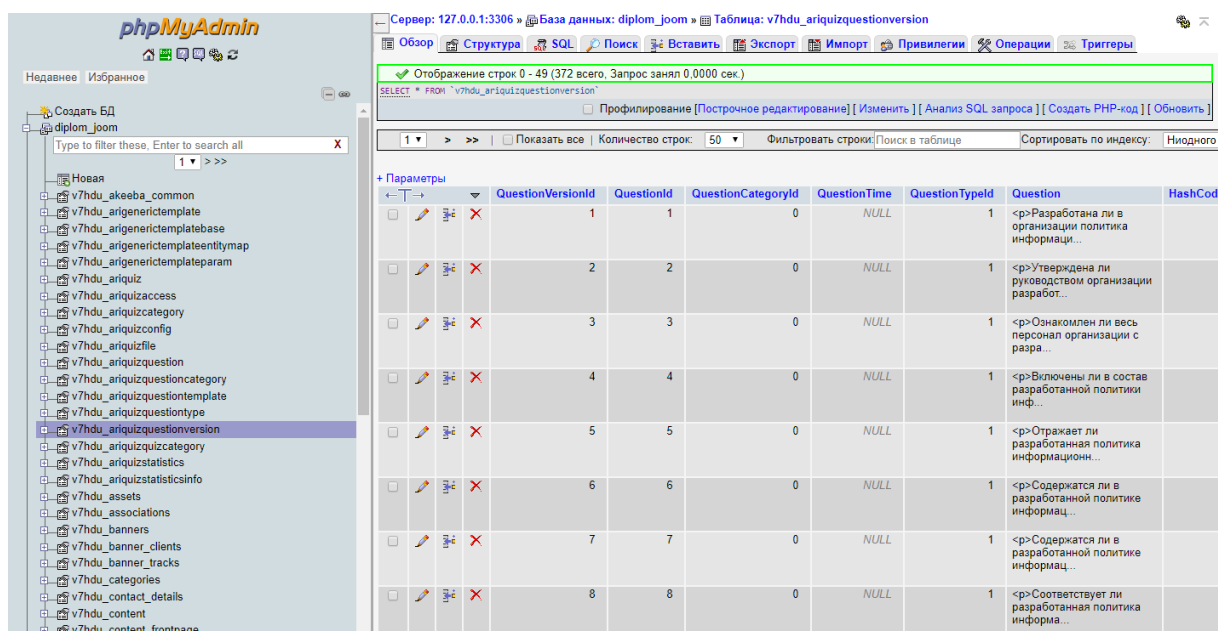 phpMyAdmin
Недавнее Избранное
Создать БД
diplom_joom
Type to filter these, Enter to search all X
1 > >>
Новая
v7hdu_akeeba_common
v7hdu_arigenerictemplate
v7hdu_arigenerictemplatebase
v7hdu_arigenerictemplateentitymap
v7hdu_arigenerictemplateparam
v7hdu_ariquiz
v7hdu_ariquizaccess
v7hdu_ariquizcategory
v7hdu_ariquizconfig
v7hdu_ariquizfile
v7hdu_ariquizquestion
v7hdu_ariquizquestioncategory
v7hdu_ariquizquestiontemplate
v7hdu_ariquizquestiontype
v7hdu_ariquizquestionversion
v7hdu_ariquizquizcategory
v7hdu_ariquizstatistics
v7hdu_ariquizstatisticsinfo
v7hdu_assets
v7hdu_associations
v7hdu_banners
v7hdu_banner_clients
v7hdu_banner_tracks
v7hdu_categories
v7hdu_contact_details
v7hdu_content
v7hdu_content_frontpage
Сервер: 127.0.0.1:3306 » База данных: diplom_joom » Таблица: v7hdu_ariquizquestionversion
Обзор Структура SQL Поиск Вставить Экспорт Импорт Привилегии Операции Триггеры
Отображение строк 0 - 49 (372 всего, Запрос занял 0,0000 сек.)
SELECT * FROM `v7hdu_ariquizquestionversion`
Профилирование [Построчное редактирование] [ Изменить ] [ Анализ SQL запроса ] [ Создать PHP-код ] [ Обновить ]
1 > >> | Показать все | Количество строк: 50 Фильтровать строки: Поиск в таблице Сортировать по индексу: Ниодного
+ Параметры
←T→ QuestionVersionId QuestionId QuestionCategoryId QuestionTime QuestionTypeId Question HashCod
1 1 0 NULL 1 <p>Разработана ли в
организации политика
информаци...
2 2 0 NULL 1 <p>Утверждена ли
руководством организации
разработ...
3 3 0 NULL 1 <p>Ознакомлен ли весь
персонал организации с
разра...
4 4 0 NULL 1 <p>Включены ли в состав
разработанной политики
инф...
5 5 0 NULL 1 <p>Отражает ли
разработанная политика
информационн...
6 6 0 NULL 1 <p>Содержатся ли в
разработанной политике
информац...
7 7 0 NULL 1 <p>Содержатся ли в
разработанной политике
информац...
8 8 0 NULL 1 <p>Соответствует ли
разработанная политика
информа...